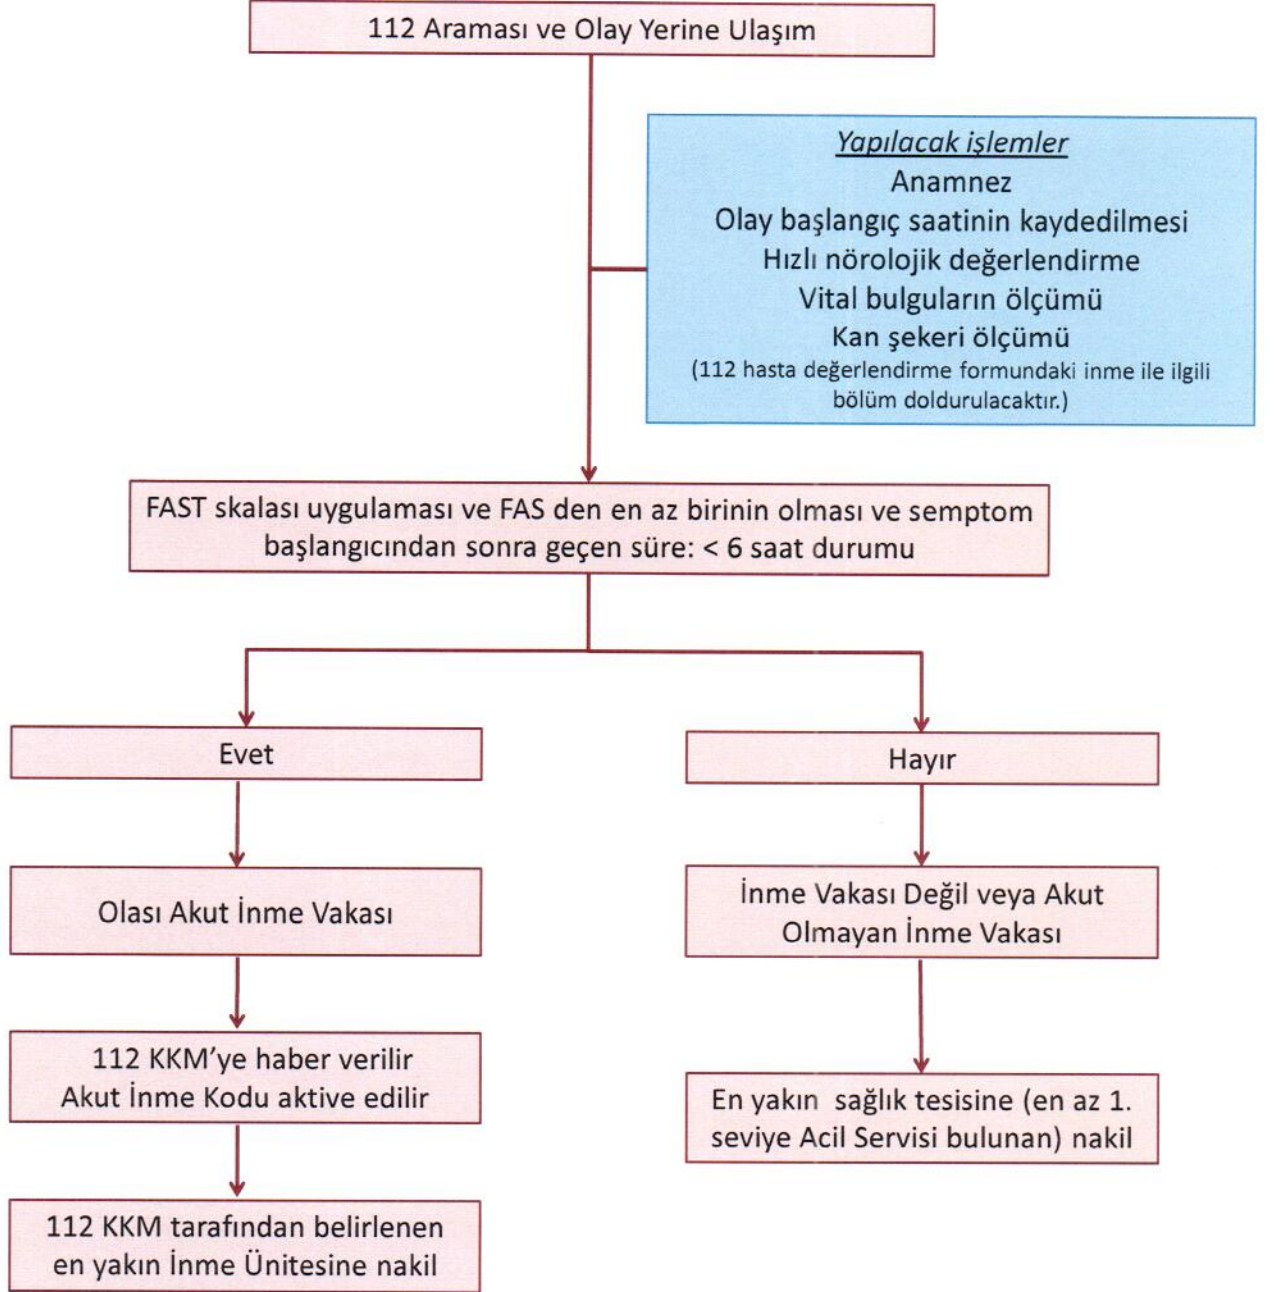 112 Araması ve Olay Yerine Ulaşım
Yapılacak işlemler
Anamnez
Olay başlangıç saatinin kaydedilmesi
Hızlı nörolojik değerlendirme
Vital bulguların ölçümü
Kan şekeri ölçümü
(112 hasta değerlendirme formundaki inme ile ilgili
bölüm doldurulacaktır.)
FAST skalası uygulaması ve FAS den en az birinin olması ve semptom
başlangıcından sonra geçen süre: < 6 saat durumu
Evet
Olası Akut İnme Vakası
112 KKM’ye haber verilir
Akut İnme Kodu aktive edilir
112 KKM tarafından belirlenen
en yakın İnme Ünitesine nakil
Hayır
İnme Vakası Değil veya Akut
Olmayan İnme Vakası
En yakın sağlık tesisine (en az 1.
seviye Acil Servisi bulunan) nakil